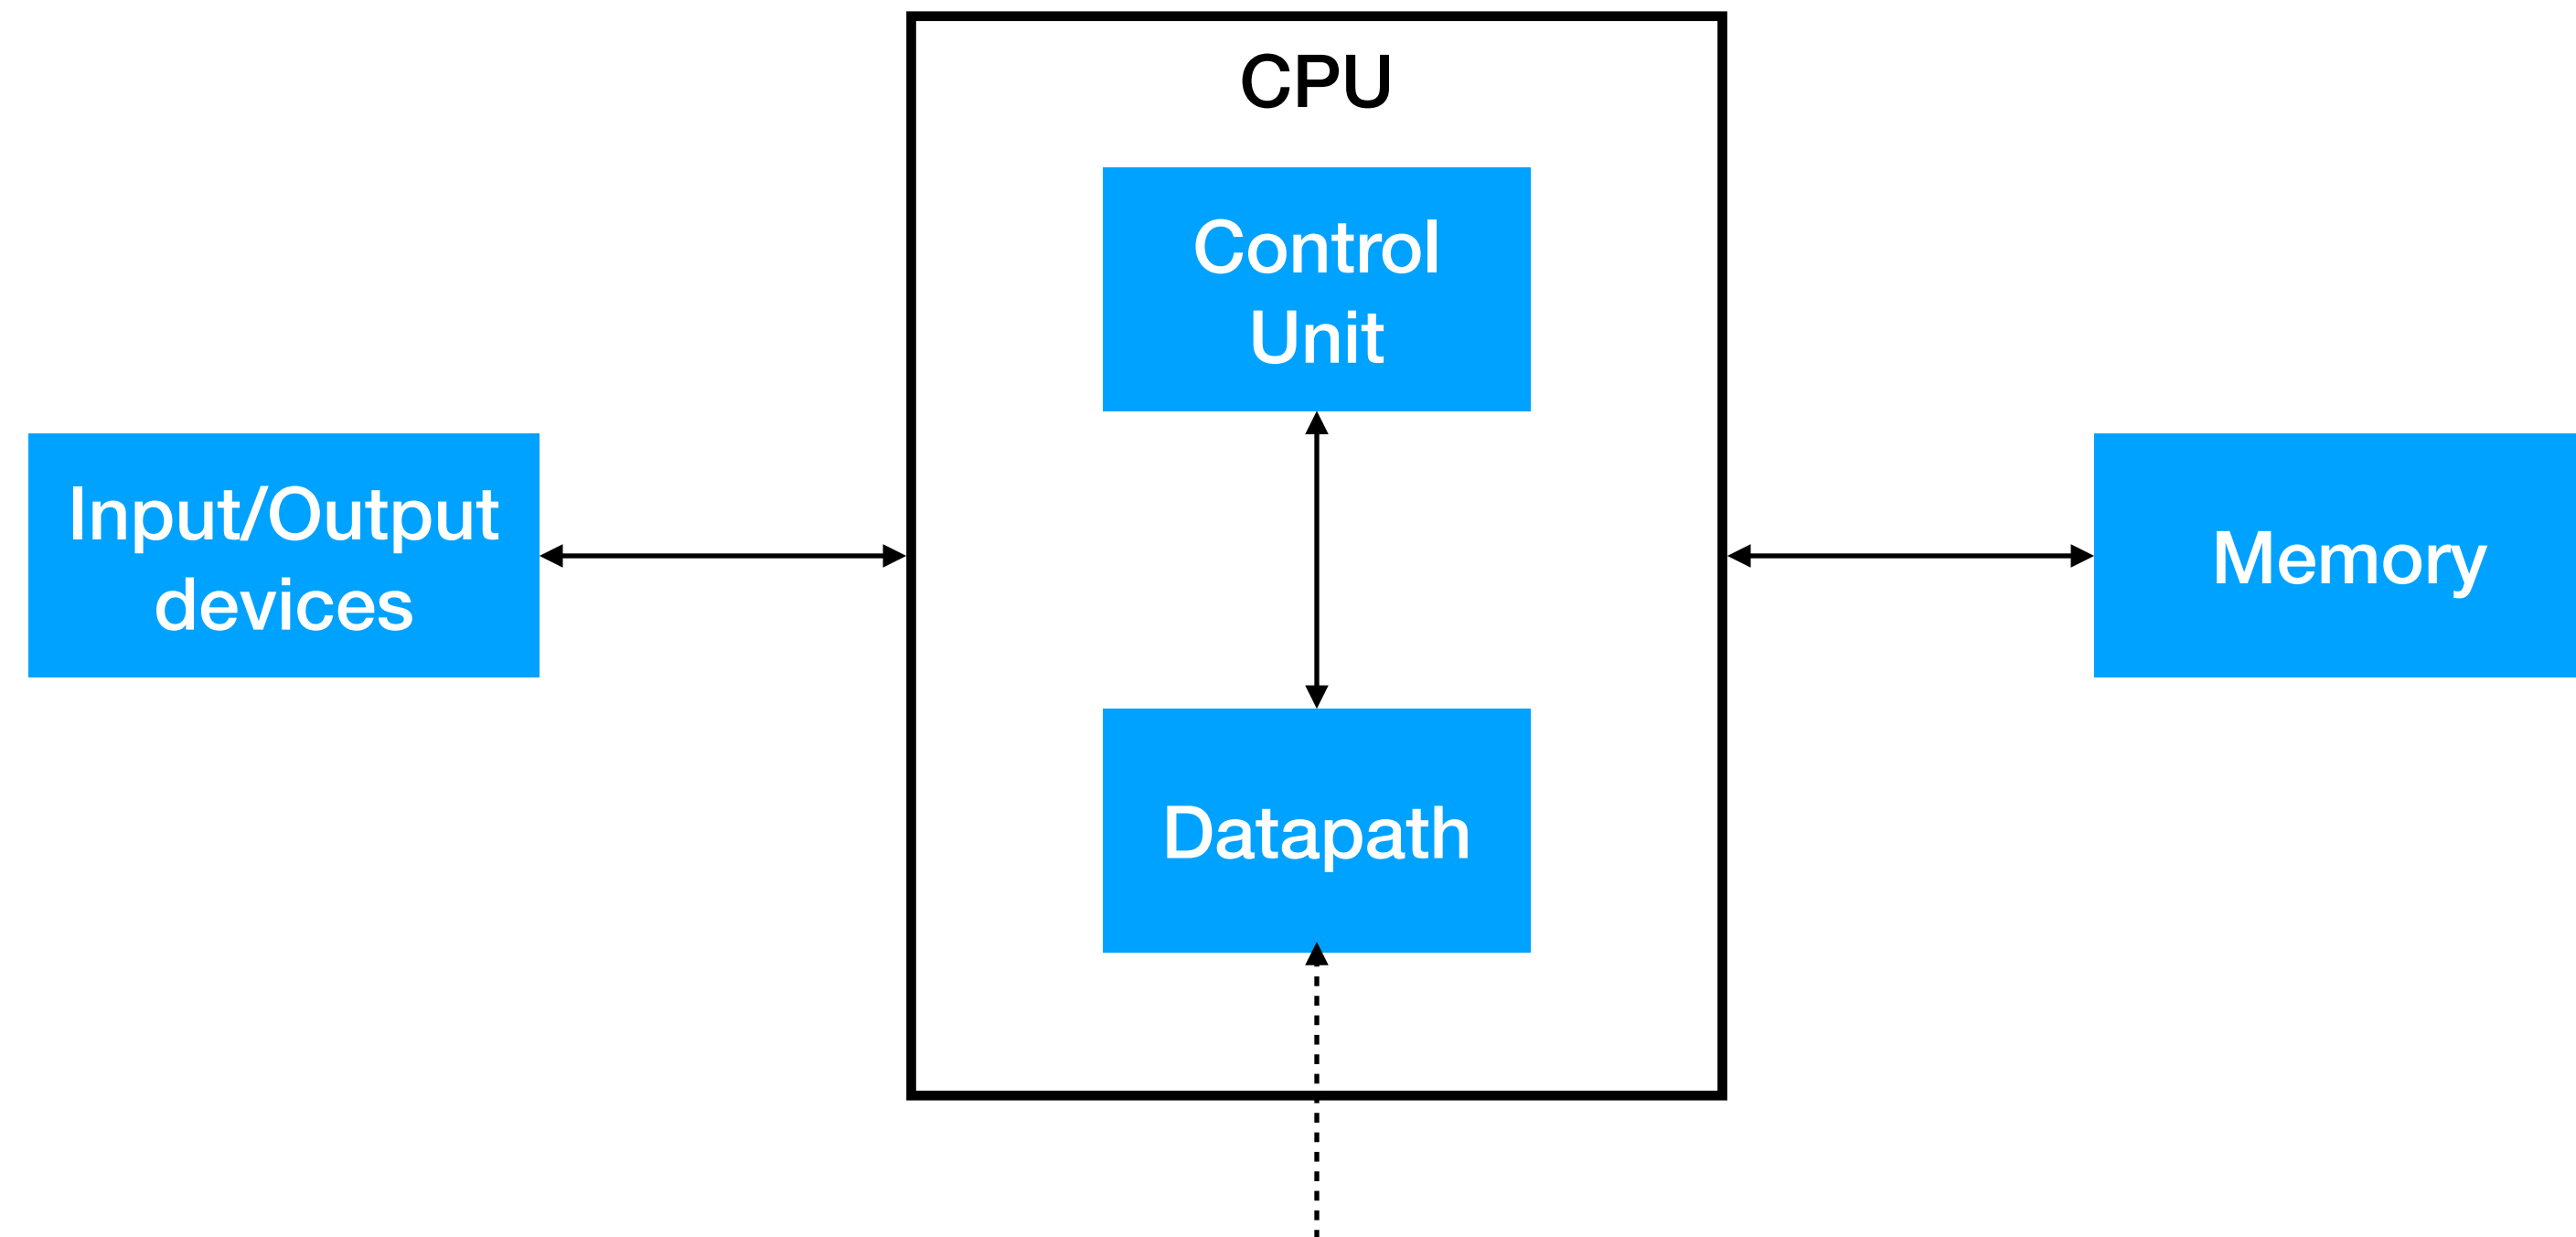 CPU
Control
Unit
Input/Output
devices
Memory
Datapath